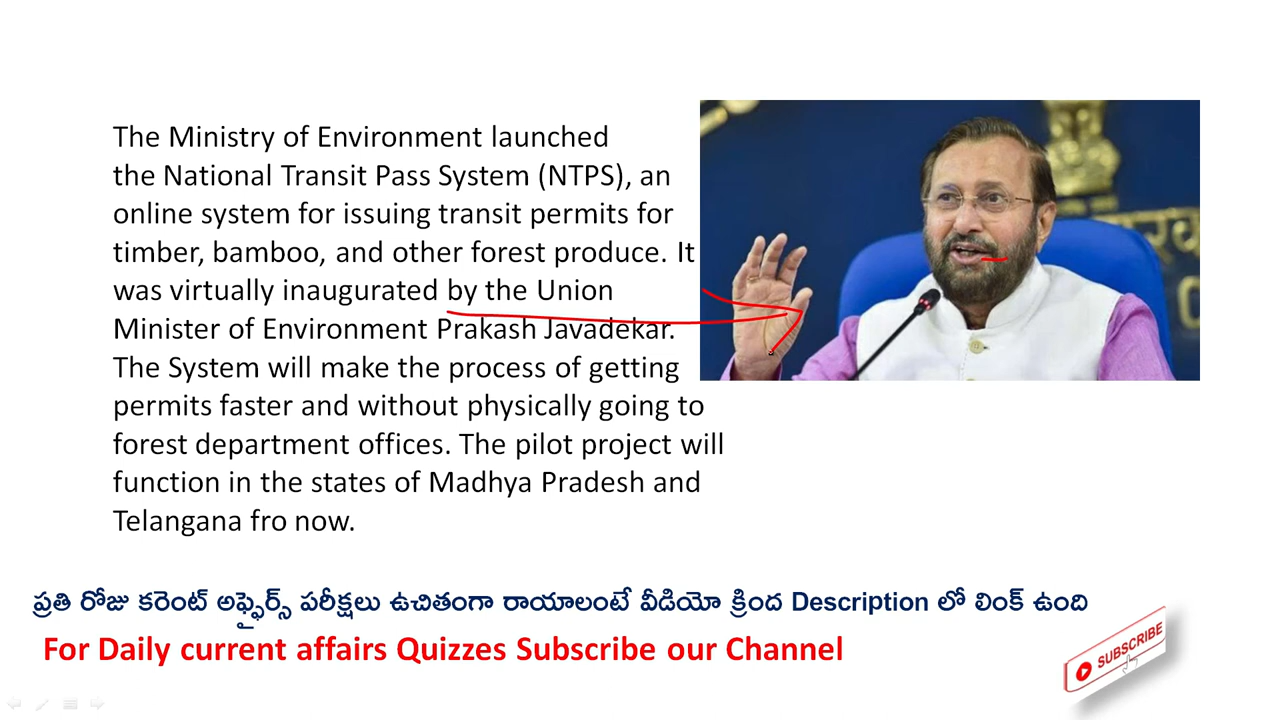 The Ministry of Environment launched
the National Transit Pass System (NTPS), an
online system for issuing transit permits for
timber, bamboo, and other forest produce. It
was virtually inaugurated by the Union
Minister of Environment Prakash Javadekar.
The System will make the process of getting
permits faster and without physically going to
forest department offices. The pilot project will
function in the states of Madhya Pradesh and
Telangana fro now.
ప్రతి రోజు కరెంట్ అఫ్ఫైర్స్ పరీక్షలు ఉచితంగా రాయాలంటే వీడియో క్రింద Description లో లింక్ ఉంది
For Daily current affairs Quizzes Subscribe our Channel
SUBSCRIBE